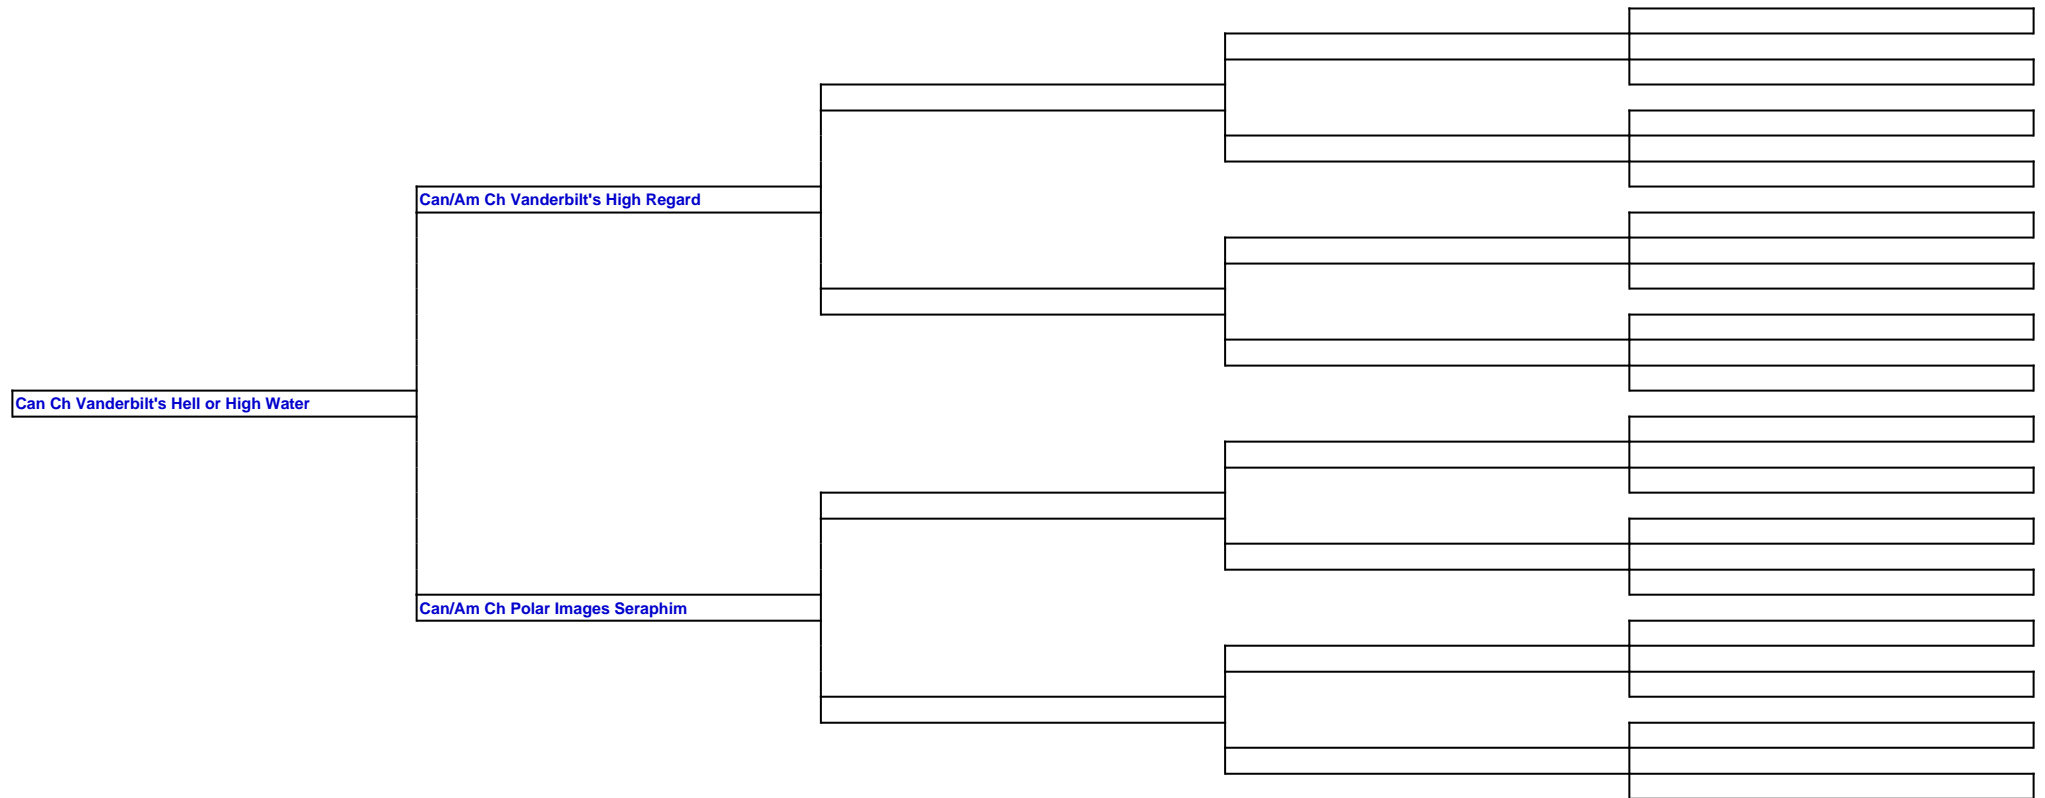 Can/Am Ch Vanderbilt's High Regard
Can Ch Vanderbilt's Hell or High Water
Can/Am Ch Polar Images Seraphim